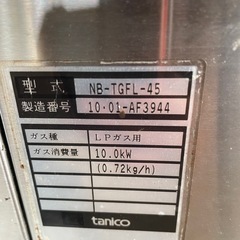 型式 NB-TGFL-45
製造番号 10·01-AF3944
ガス種 LPガス用
ガス消費量 10.0kW
(0.72kg/h)
tanico